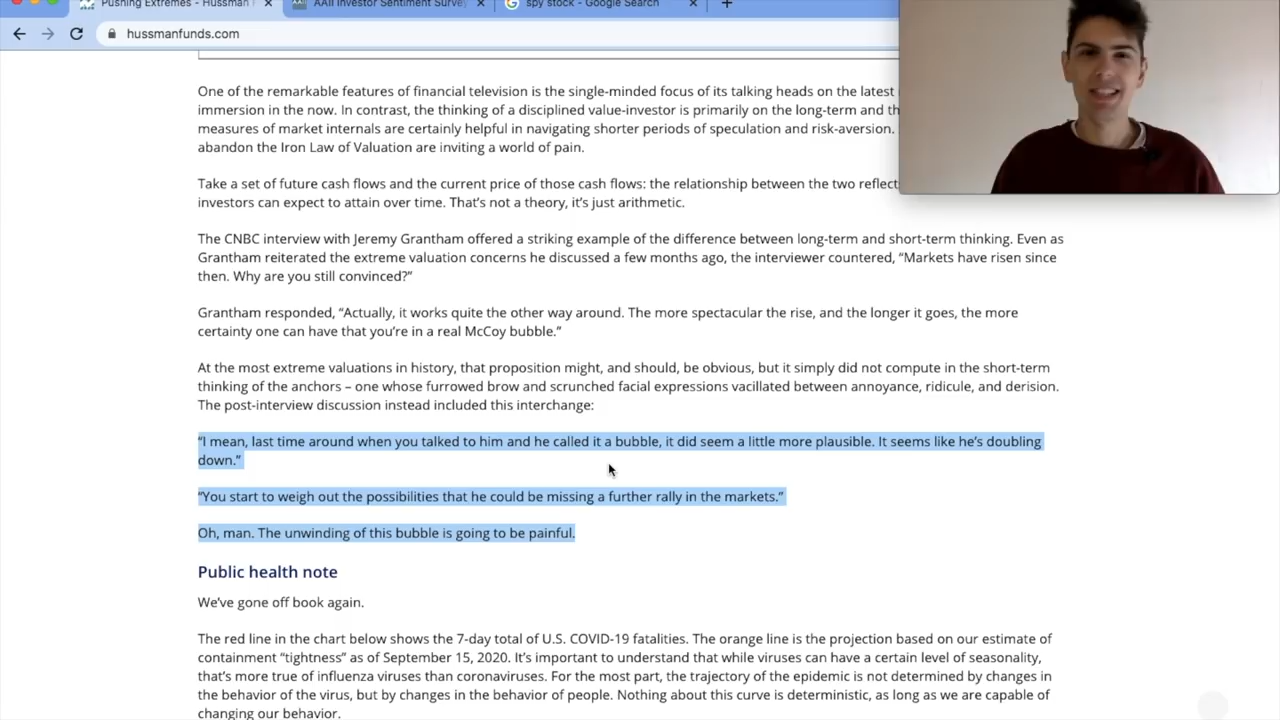 Pushing Extremes - Hussman
AAII Investor Sentiment Survey
spy stock - Google Search
hussmanfunds.com
One of the remarkable features of financial television is the single-minded focus of its talking heads on the latest
immersion in the now. In contrast, the thinking of a disciplined value-investor is primarily on the long-term and
measures of market internals are certainly helpful in navigating shorter periods of speculation and risk-aversion.
abandon the Iron Law of Valuation are inviting a world of pain.
Take a set of future cash flows and the current price of those cash flows: the relationship between the two
investors can expect to attain over time. That’s not a theory, it’s just arithmetic.
The CNBC interview with Jeremy Grantham offered a striking example of the difference between long-term and short-term thinking. Even as
Grantham reiterated the extreme valuation concerns he discussed a few months ago, the interviewer countered, “Markets have risen since
then. Why are you still convinced?”
Grantham responded, “Actually, it works quite the other way around. The more spectacular the rise, and the longer it goes, the more
certainty one can have that you’re in a real McCoy bubble.”
At the most extreme valuations in history, that proposition might, and should, be obvious, but it simply did not compute in the short-term
thinking of the anchors – one whose furrowed brow and scrunched facial expressions vacillated between annoyance, ridicule, and derision.
The post-interview discussion instead included this interchange:
“I mean, last time around when you talked to him and he called it a bubble, it did seem a little more plausible. It seems like he’s doubling
down.”
“You start to weigh out the possibilities that he could be missing a further rally in the markets.”
Oh, man. The unwinding of this bubble is going to be painful.
Public health note
We’ve gone off book again.
The red line in the chart below shows the 7-day total of U.S. COVID-19 fatalities. The orange line is the projection based on our estimate of
containment “tightness” as of September 15, 2020. It’s important to understand that while viruses can have a certain level of seasonality,
that’s more true of influenza viruses than coronaviruses. For the most part, the trajectory of the epidemic is not determined by changes in
the behavior of the virus, but by changes in the behavior of people. Nothing about this curve is deterministic, as long as we are capable of
changing our behavior.